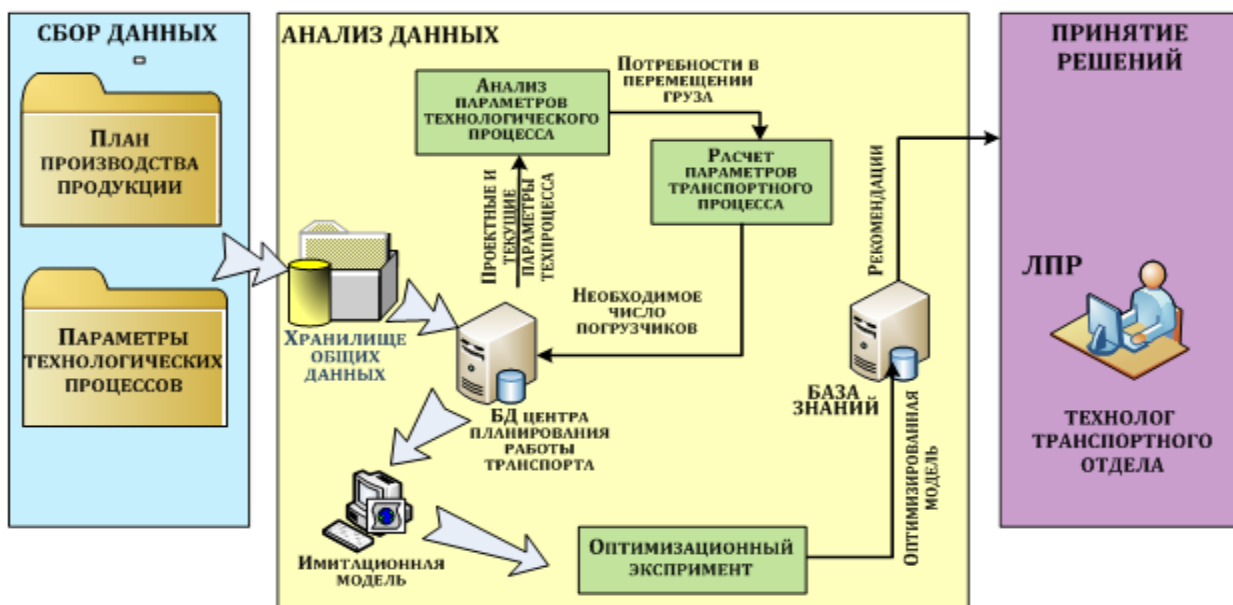 СБОР ДАННЫХ
ПЛАН
ПРОИЗВОДСТВА
ПРОДУКЦИИ
ПАРАМЕТРЫ
ТЕХНОЛОГИЧЕСКИХ
ПРОЦЕССОВ
АНАЛИЗ ДАННЫХ
АНАЛИЗ
ПАРАМЕТРОВ
ТЕХНОЛОГИЧЕСКОГО
ПРОЦЕССА
ПОТРЕБНОСТИ В
ПЕРЕМЕЩЕНИИ
ГРУЗА
РАСЧЕТ
ПАРАМЕТРОВ
ТРАНСПОРТНОГО
ПРОЦЕССА
ПРОЕКТНЫЕ И
ТЕКУЩИЕ
ПАРАМЕТРЫ
ТЕХПРОЦЕССА
ХРАНИЛИЩЕ
ОБЩИХ
ДАННЫХ
НЕОБХОДИМОЕ
ЧИСЛО
ПОГРУЗЧИКОВ
БД ЦЕНТРА
ПЛАНИРОВАНИЯ
РАБОТЫ
ТРАНСПОРТА
ИМИТАЦИОННАЯ
МОДЕЛЬ
ОПТИМИЗАЦИОННЫЙ
ЭКСПРИМЕНТ
ОПТИМИЗИРОВАННАЯ
МОДЕЛЬ
БАЗА
ЗНАНИЙ
РЕКОМЕНДАЦИИ
ПРИНЯТИЕ
РЕШЕНИЙ
ЛПР
ТЕХНОЛОГ
ТРАНСПОРТНОГО
ОТДЕЛА